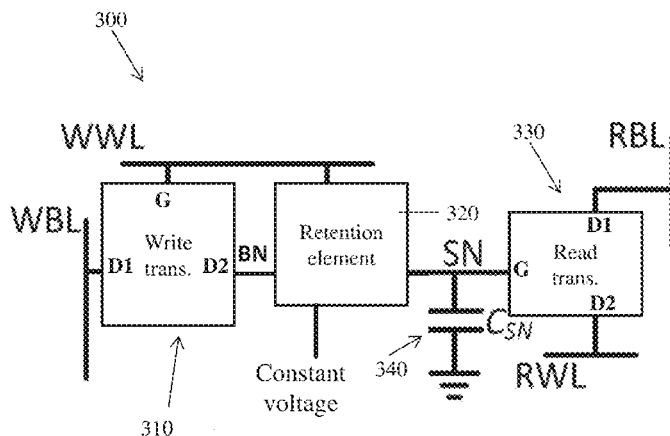 300
330
RBL
WWL
WBL
G
320
D1
Write
trans.
D1
D2
BN
Retention
element
SN
G
Read
trans.
D2
C_SN
340
Constant
voltage
310
RWL